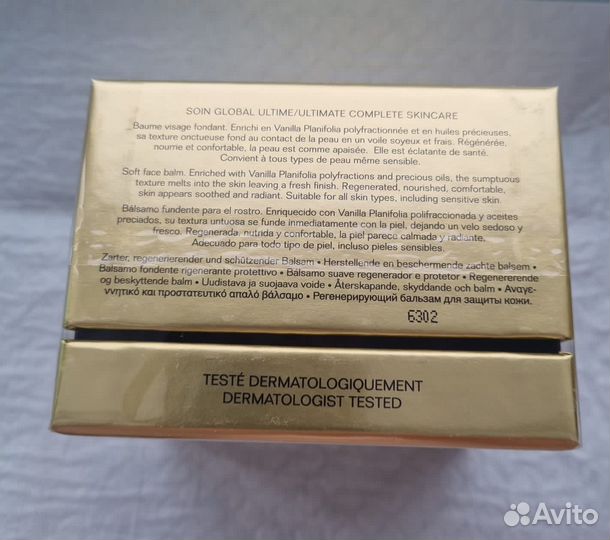 SOIN GLOBAL ULTIME/ULTIMATE COMPLETE SKINCARE
Baume visage fondant. Enrichi en Vanilla Planifolia polyfractionnée et en huiles précieuses,
sa texture onctueuse fond au contact de la peau en un voile soyeux et frais. Régénérée,
nourrie et confortable, la peau est comme apaisée. Elle est éclatante de santé.
Convient à tous types de peau même sensible.
Soft face balm. Enriched with Vanilla Planifolia polyfractions and precious oils, the sumptuous
texture melts into the skin leaving a fresh finish. Regenerated, nourished, comfortable,
skin appears soothed and radiant. Suitable for all skin types, including sensitive skin.
Bálsamo fundente para el rostro. Enriquecido con Vanilla Planifolia polifraccionada y aceites
preciados, su textura untuosa se funde inmediatamente con la piel, dejando un velo sedoso y
fresco. Regenerada, nutrida y confortable, la piel parece calmada y radiante.
Adecuado para todo tipo de piel, incluso pieles sensibles.
Zarter, regenerierender und schützender Balsam • Herstellende en beschermende zachte balsem •
Balsamo fondente rigenerante protettivo • Bálsamo suave regenerador e protetor • Regenererende
og beskyttende balm • Uudistava ja suojaava voide • Återskapande, skyddande och balm • Αναγε-
ννητικό και προστατευτικό απαλό βάλσαμο • Регенерирующий бальзам для защиты кожи.
6302
TESTÉ DERMATOLOGIQUEMENT
DERMATOLOGIST TESTED
Avito